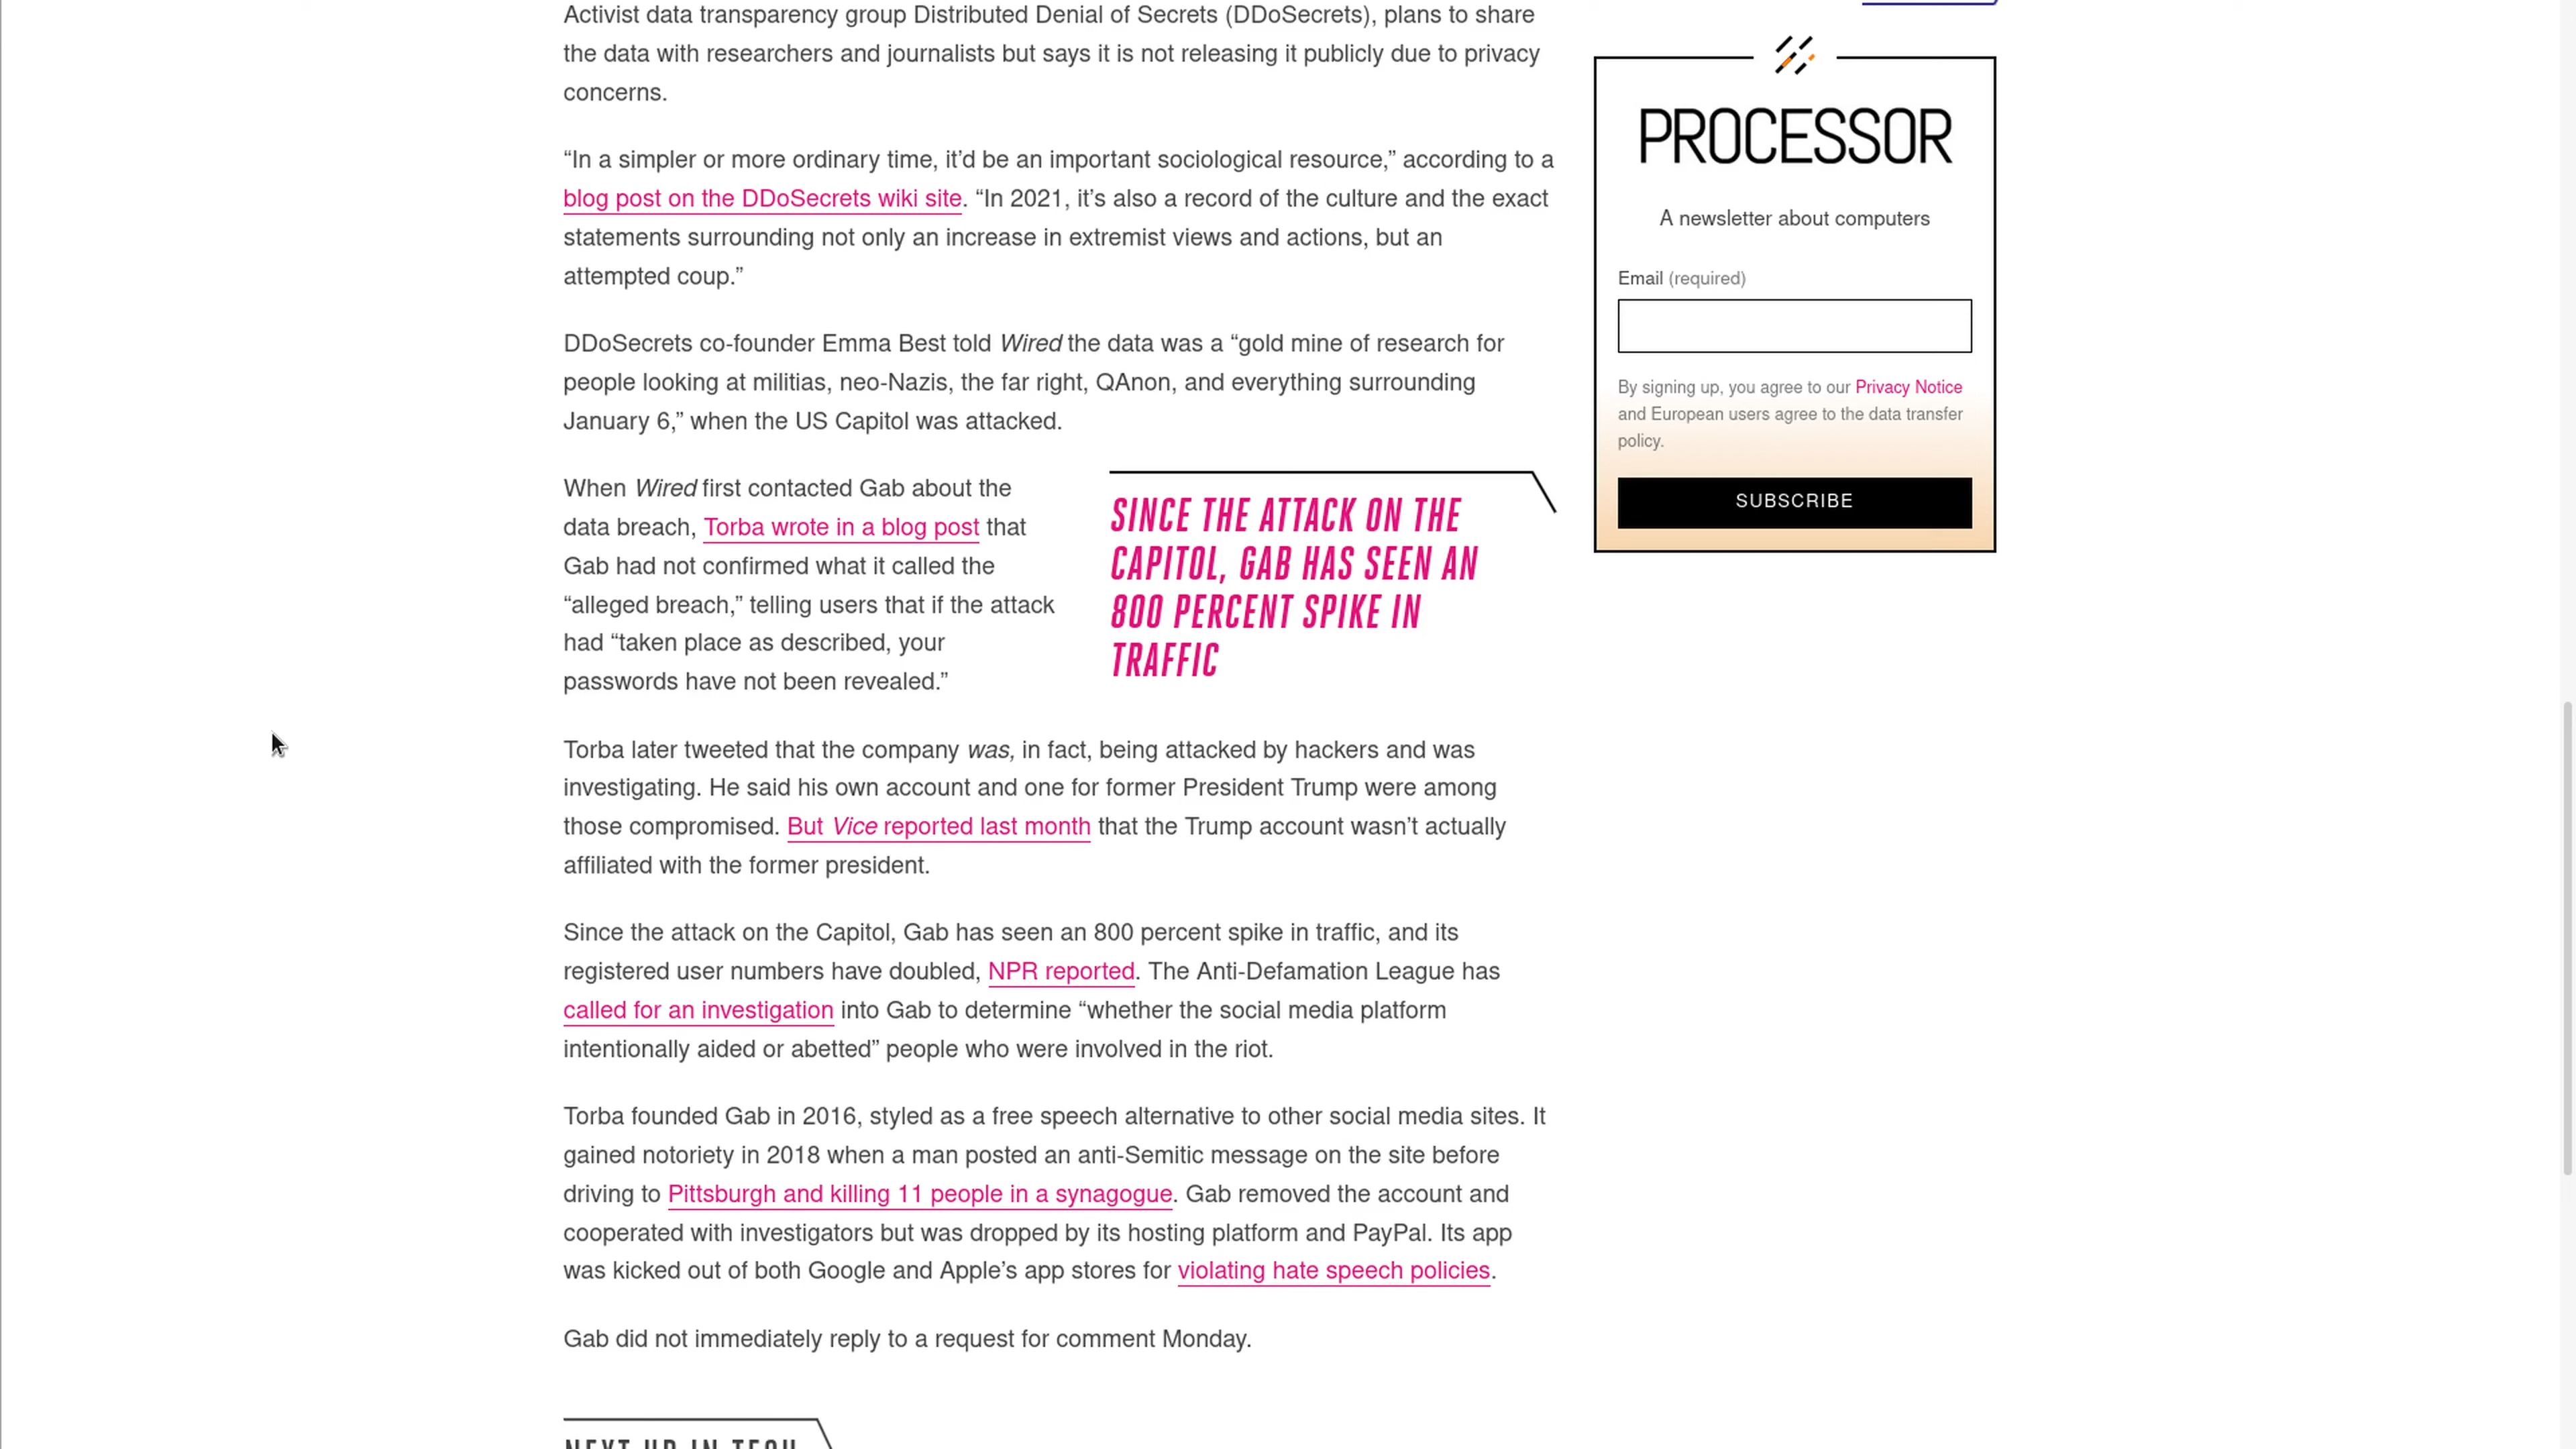 Activist data transparency group Distributed Denial of Secrets (DDoSecrets), plans to share
the data with researchers and journalists but says it is not releasing it publicly due to privacy
concerns.
“In a simpler or more ordinary time, it’d be an important sociological resource,” according to a
blog post on the DDoSecrets wiki site. “In 2021, it’s also a record of the culture and the exact
statements surrounding not only an increase in extremist views and actions, but an
attempted coup.”
DDoSecrets co-founder Emma Best told Wired the data was a “gold mine of research for
people looking at militias, neo-Nazis, the far right, QAnon, and everything surrounding
January 6,” when the US Capitol was attacked.
When Wired first contacted Gab about the
data breach, Torba wrote in a blog post that
Gab had not confirmed what it called the
“alleged breach,” telling users that if the attack
had “taken place as described, your
passwords have not been revealed.”
SINCE THE ATTACK ON THE
CAPITOL, GAB HAS SEEN AN
800 PERCENT SPIKE IN
TRAFFIC
Torba later tweeted that the company was, in fact, being attacked by hackers and was
investigating. He said his own account and one for former President Trump were among
those compromised. But Vice reported last month that the Trump account wasn’t actually
affiliated with the former president.
Since the attack on the Capitol, Gab has seen an 800 percent spike in traffic, and its
registered user numbers have doubled, NPR reported. The Anti-Defamation League has
called for an investigation into Gab to determine “whether the social media platform
intentionally aided or abetted” people who were involved in the riot.
Torba founded Gab in 2016, styled as a free speech alternative to other social media sites. It
gained notoriety in 2018 when a man posted an anti-Semitic message on the site before
driving to Pittsburgh and killing 11 people in a synagogue. Gab removed the account and
cooperated with investigators but was dropped by its hosting platform and PayPal. Its app
was kicked out of both Google and Apple’s app stores for violating hate speech policies.
Gab did not immediately reply to a request for comment Monday.
NEXT UP IN TECH
PROCESSOR
A newsletter about computers
Email (required)
By signing up, you agree to our Privacy Notice
and European users agree to the data transfer
policy.
SUBSCRIBE